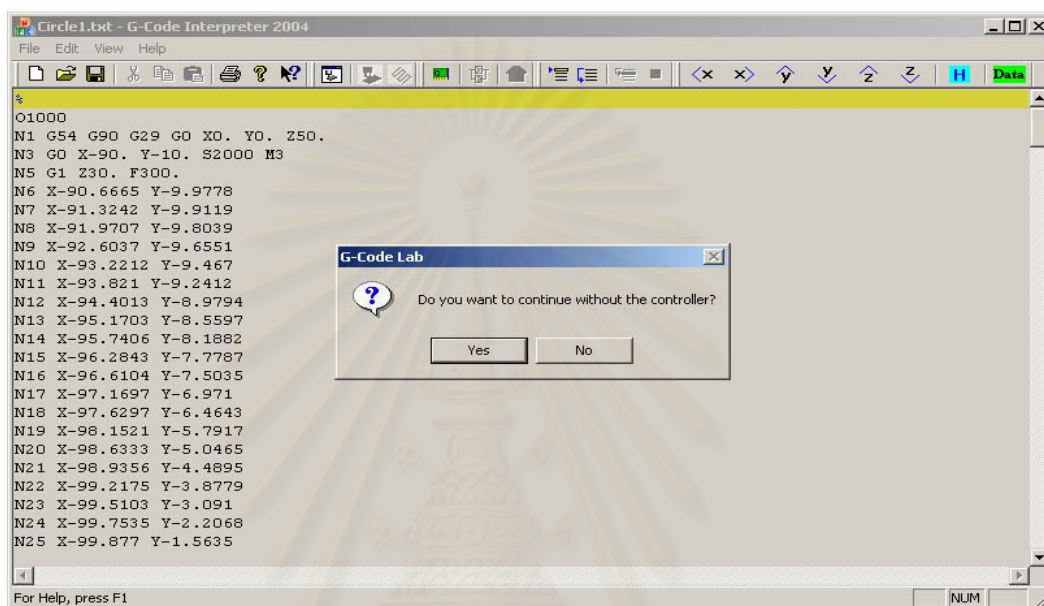 Circle1.txt - G-Code Interpreter 2004
File Edit View Help
<x x> y y z z H Data
%
O1000
N1 G54 G90 G29 G0 X0. Y0. Z50.
N3 G0 X-90. Y-10. S2000 M3
N5 G1 Z30. F300.
N6 X-90.6665 Y-9.9778
N7 X-91.3242 Y-9.9119
N8 X-91.9707 Y-9.8039
N9 X-92.6037 Y-9.6551
N10 X-93.2212 Y-9.467
N11 X-93.821 Y-9.2412
N12 X-94.4013 Y-8.9794
N13 X-95.1703 Y-8.5597
N14 X-95.7406 Y-8.1882
N15 X-96.2843 Y-7.7787
N16 X-96.6104 Y-7.5035
N17 X-97.1697 Y-6.971
N18 X-97.6297 Y-6.4643
N19 X-98.1521 Y-5.7917
N20 X-98.6333 Y-5.0465
N21 X-98.9356 Y-4.4895
N22 X-99.2175 Y-3.8779
N23 X-99.5103 Y-3.091
N24 X-99.7535 Y-2.2068
N25 X-99.877 Y-1.5635
G-Code Lab
Do you want to continue without the controller?
Yes No
For Help, press F1
NUM